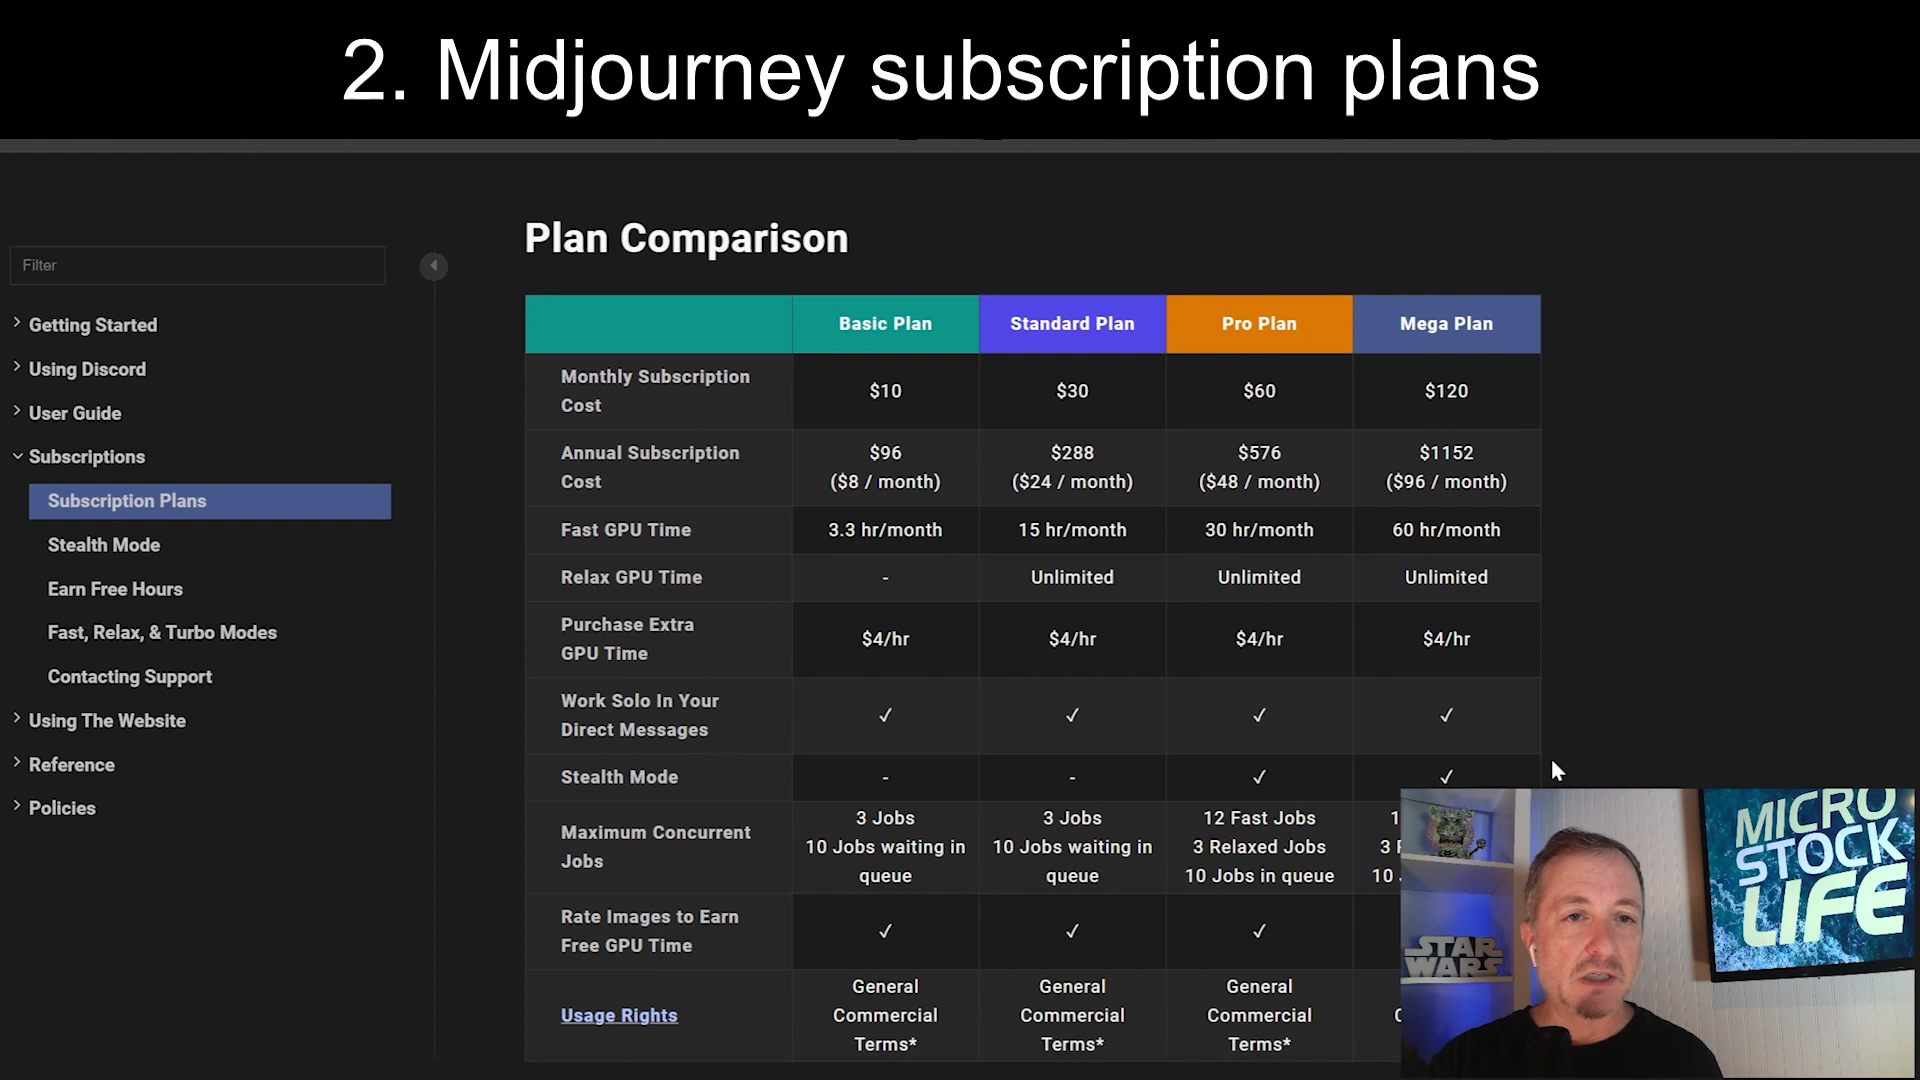 2. Midjourney subscription plans
Filter
Getting Started
Using Discord
User Guide
Subscriptions
Subscription Plans
Stealth Mode
Earn Free Hours
Fast, Relax, & Turbo Modes
Contacting Support
Using The Website
Reference
Policies
Plan Comparison
Basic Plan Standard Plan Pro Plan Mega Plan
Monthly Subscription
Cost
$10 $30 $60 $120
Annual Subscription
Cost
$96 $288 $576 $1152
($8 / month) ($24 / month) ($48 / month) ($96 / month)
Fast GPU Time 3.3 hr/month 15 hr/month 30 hr/month 60 hr/month
Relax GPU Time - Unlimited Unlimited Unlimited
Purchase Extra
GPU Time
$4/hr $4/hr $4/hr $4/hr
Work Solo In Your
Direct Messages
✓ ✓ ✓ ✓
Stealth Mode - - ✓ ✓
Maximum Concurrent
Jobs
3 Jobs 3 Jobs 12 Fast Jobs 1
10 Jobs waiting in 10 Jobs waiting in 3 Relaxed Jobs 3
queue queue 10 Jobs in queue 10
Rate Images to Earn
Free GPU Time
✓ ✓ ✓
Usage Rights
General General General
Commercial Commercial Commercial
Terms* Terms* Terms*
MICRO
STOCK
LIFE
STAR
WARS